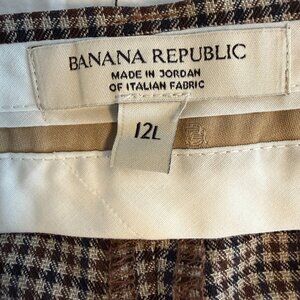 BANANA REPUBLIC
MADE IN JORDAN
OF ITALIAN FABRIC
12L